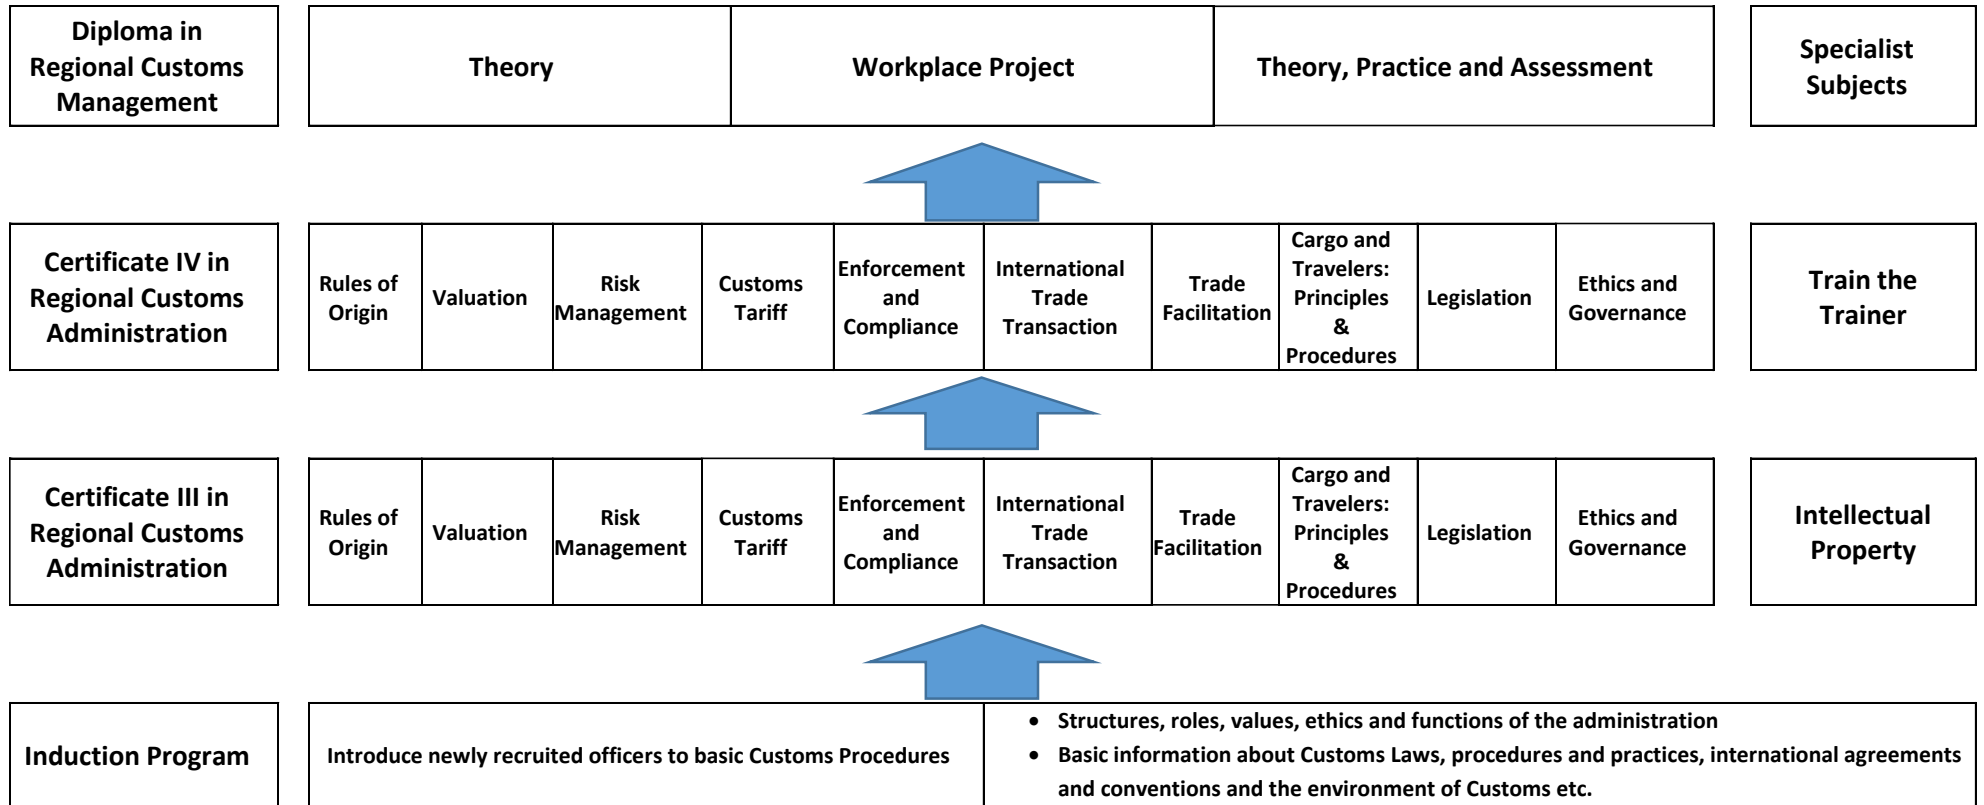 Diploma in
Regional Customs
Management
Theory
Workplace Project
Theory, Practice and Assessment
Specialist
Subjects
Certificate IV in
Regional Customs
Administration
Rules of
Origin
Valuation
Risk
Management
Customs
Tariff
Enforcement
and
Compliance
International
Trade
Transaction
Trade
Facilitation
Cargo and
Travelers:
Principles
&
Procedures
Legislation
Ethics and
Governance
Train the
Trainer
Certificate III in
Regional Customs
Administration
Rules of
Origin
Valuation
Risk
Management
Customs
Tariff
Enforcement
and
Compliance
International
Trade
Transaction
Trade
Facilitation
Cargo and
Travelers:
Principles
&
Procedures
Legislation
Ethics and
Governance
Intellectual
Property
Induction Program
Introduce newly recruited officers to basic Customs Procedures
• Structures, roles, values, ethics and functions of the administration
• Basic information about Customs Laws, procedures and practices, international agreements
and conventions and the environment of Customs etc.